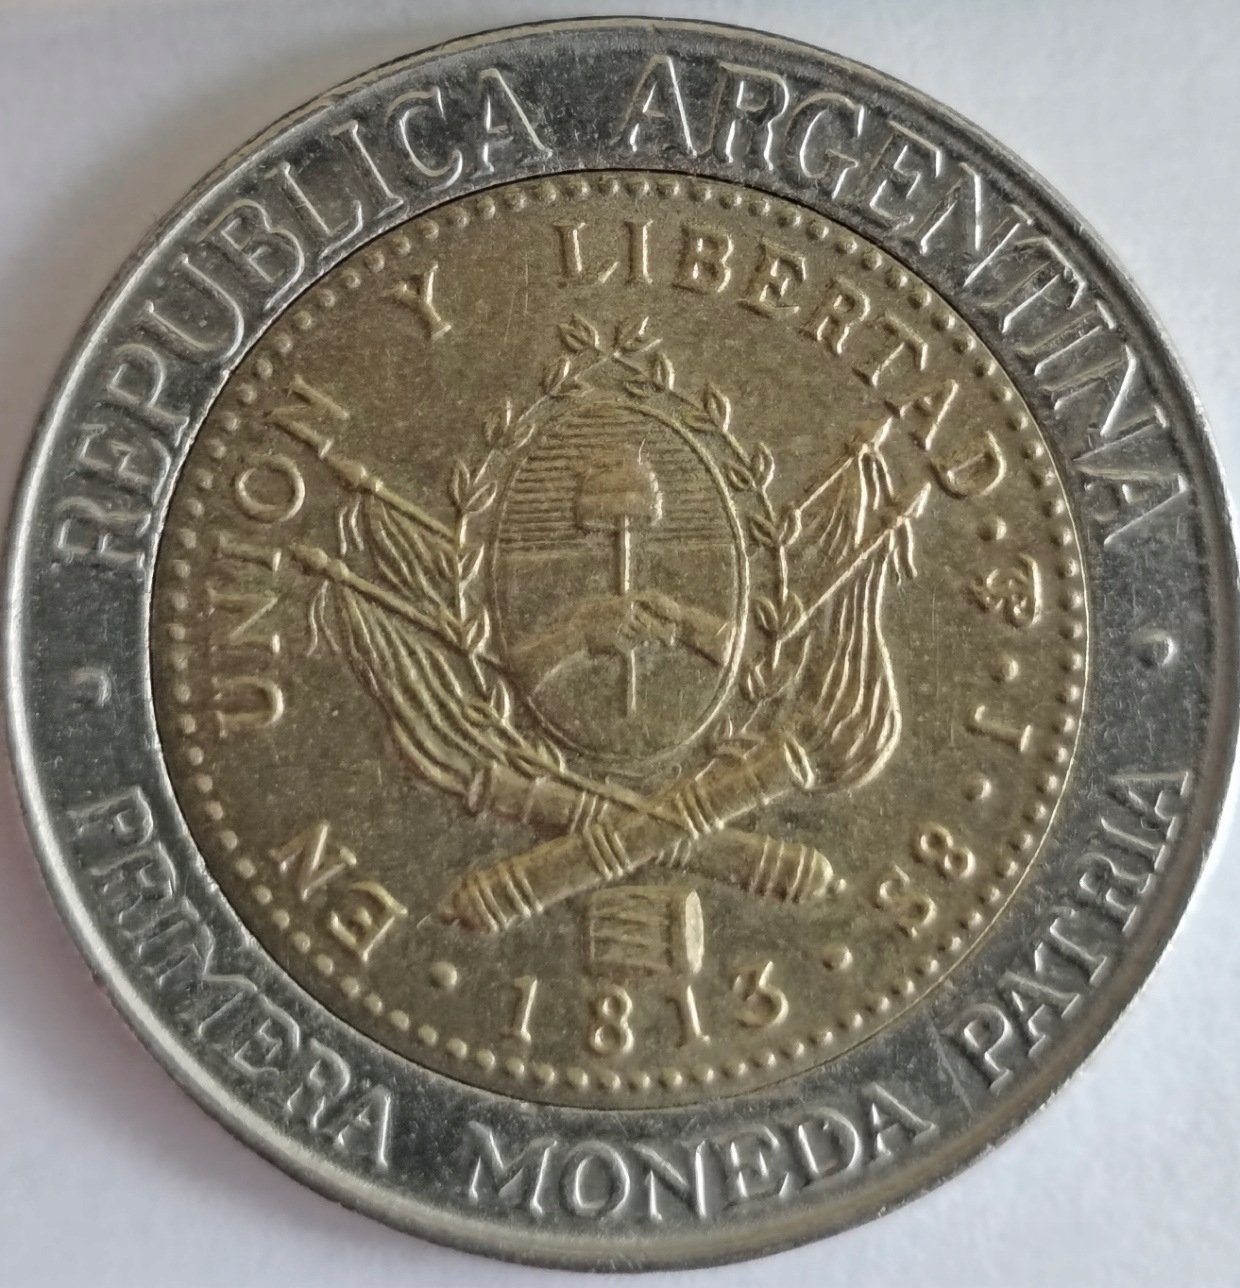 REPUBLICA ARGENTINA
PRIMERA MONEDA PATRIA
EN UNION Y LIBERTAD
J · 8S
1813